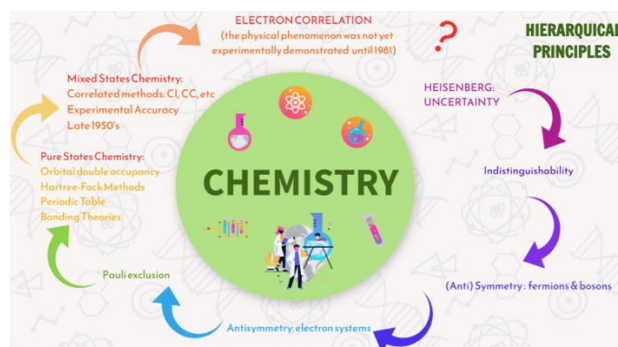 ELECTRON CORRELATION
(the physical phenomenon was not yet
experimentally demonstrated until 1981)
?
HIERARQUICAL
PRINCIPLES
Mixed States Chemistry:
Correlated methods: CI, CC, etc
Experimental Accuracy
Late 1950's
HEISENBERG:
UNCERTAINTY
Pure States Chemistry:
Orbital double occupancy
Hartree-Fock Methods
Periodic Table
Bonding Theories
CHEMISTRY
Indistinguishability
Pauli exclusion
(Anti) Symmetry: fermions & bosons
Antisymmetry: electron systems